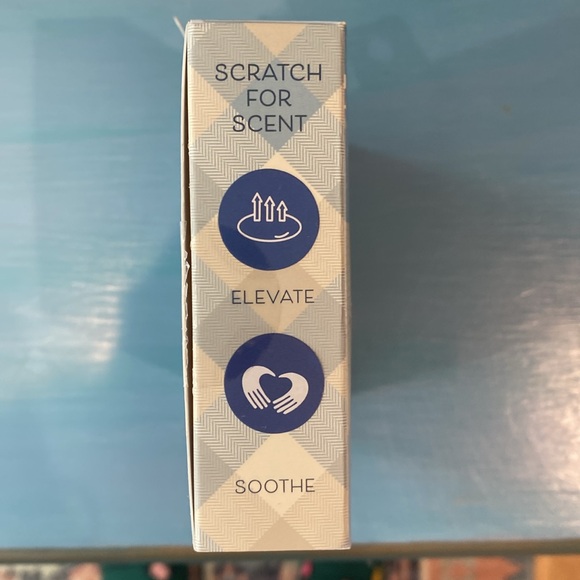 SCRATCH
FOR
SCENT
ELEVATE
SOOTHE